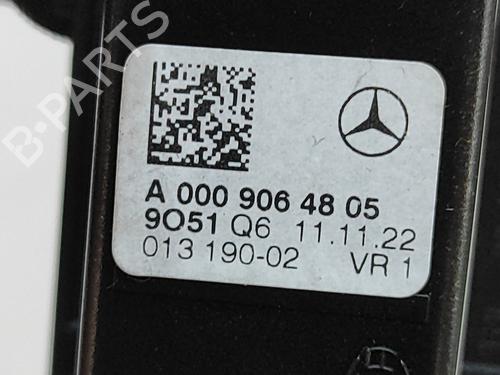 B-PARTS
A 000 906 48 05
9O51 Q6 11.11.22
013 190-02 VR 1